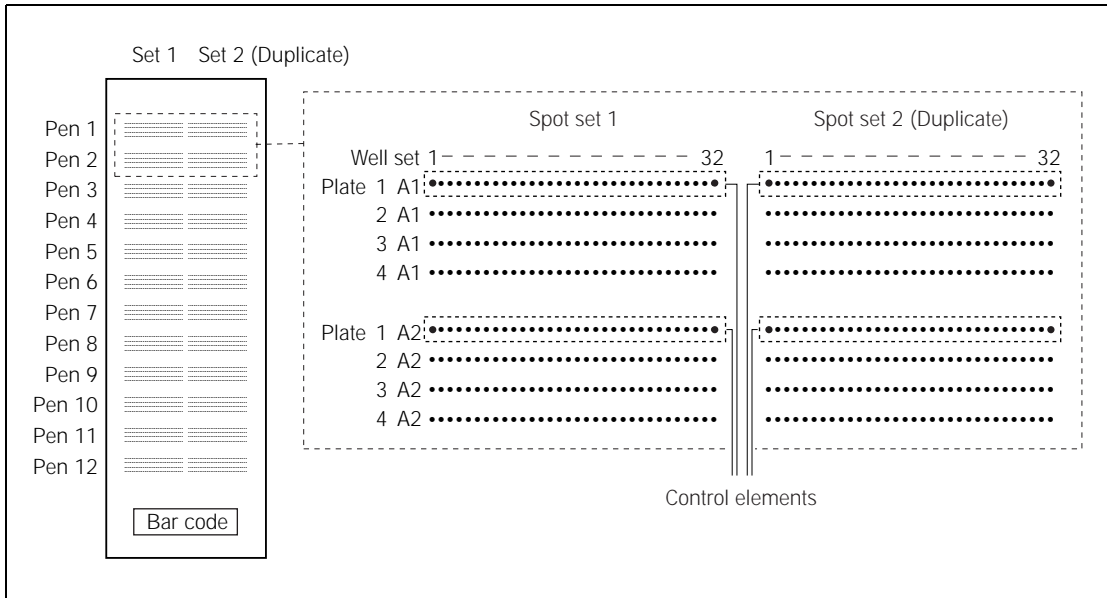 Set 1 Set 2 (Duplicate)
Pen 1
Pen 2
Pen 3
Pen 4
Pen 5
Pen 6
Pen 7
Pen 8
Pen 9
Pen 10
Pen 11
Pen 12
Bar code
Spot set 1 Spot set 2 (Duplicate)
Well set 1 32 1 32
Plate 1 A1
2 A1
3 A1
4 A1
Plate 1 A2
2 A2
3 A2
4 A2
Control elements